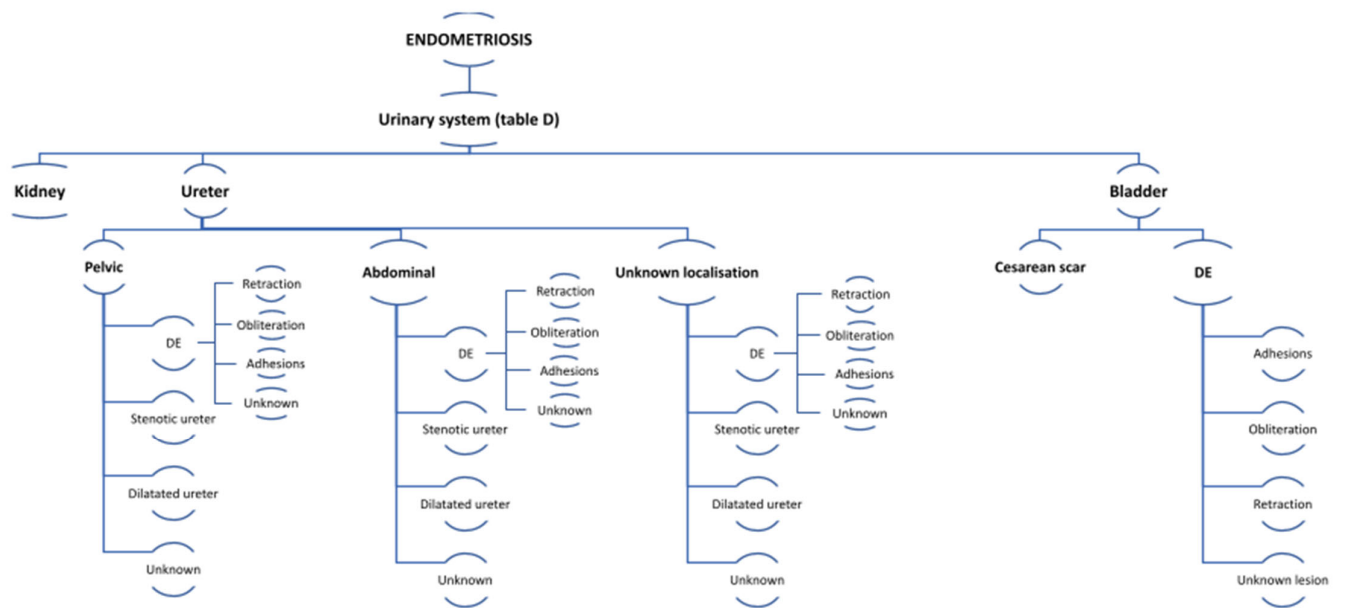 ENDOMETRIOSIS
Urinary system (table D)
Kidney
Ureter
Bladder
Pelvic
Abdominal
Unknown localisation
Cesarean scar
DE
DE
Retraction
Obliteration
Adhesions
Unknown
Stenotic ureter
Dilatated ureter
Unknown
DE
Retraction
Obliteration
Adhesions
Unknown
Stenotic ureter
Dilatated ureter
Unknown
DE
Retraction
Obliteration
Adhesions
Unknown
Stenotic ureter
Dilatated ureter
Unknown
Adhesions
Obliteration
Retraction
Unknown lesion